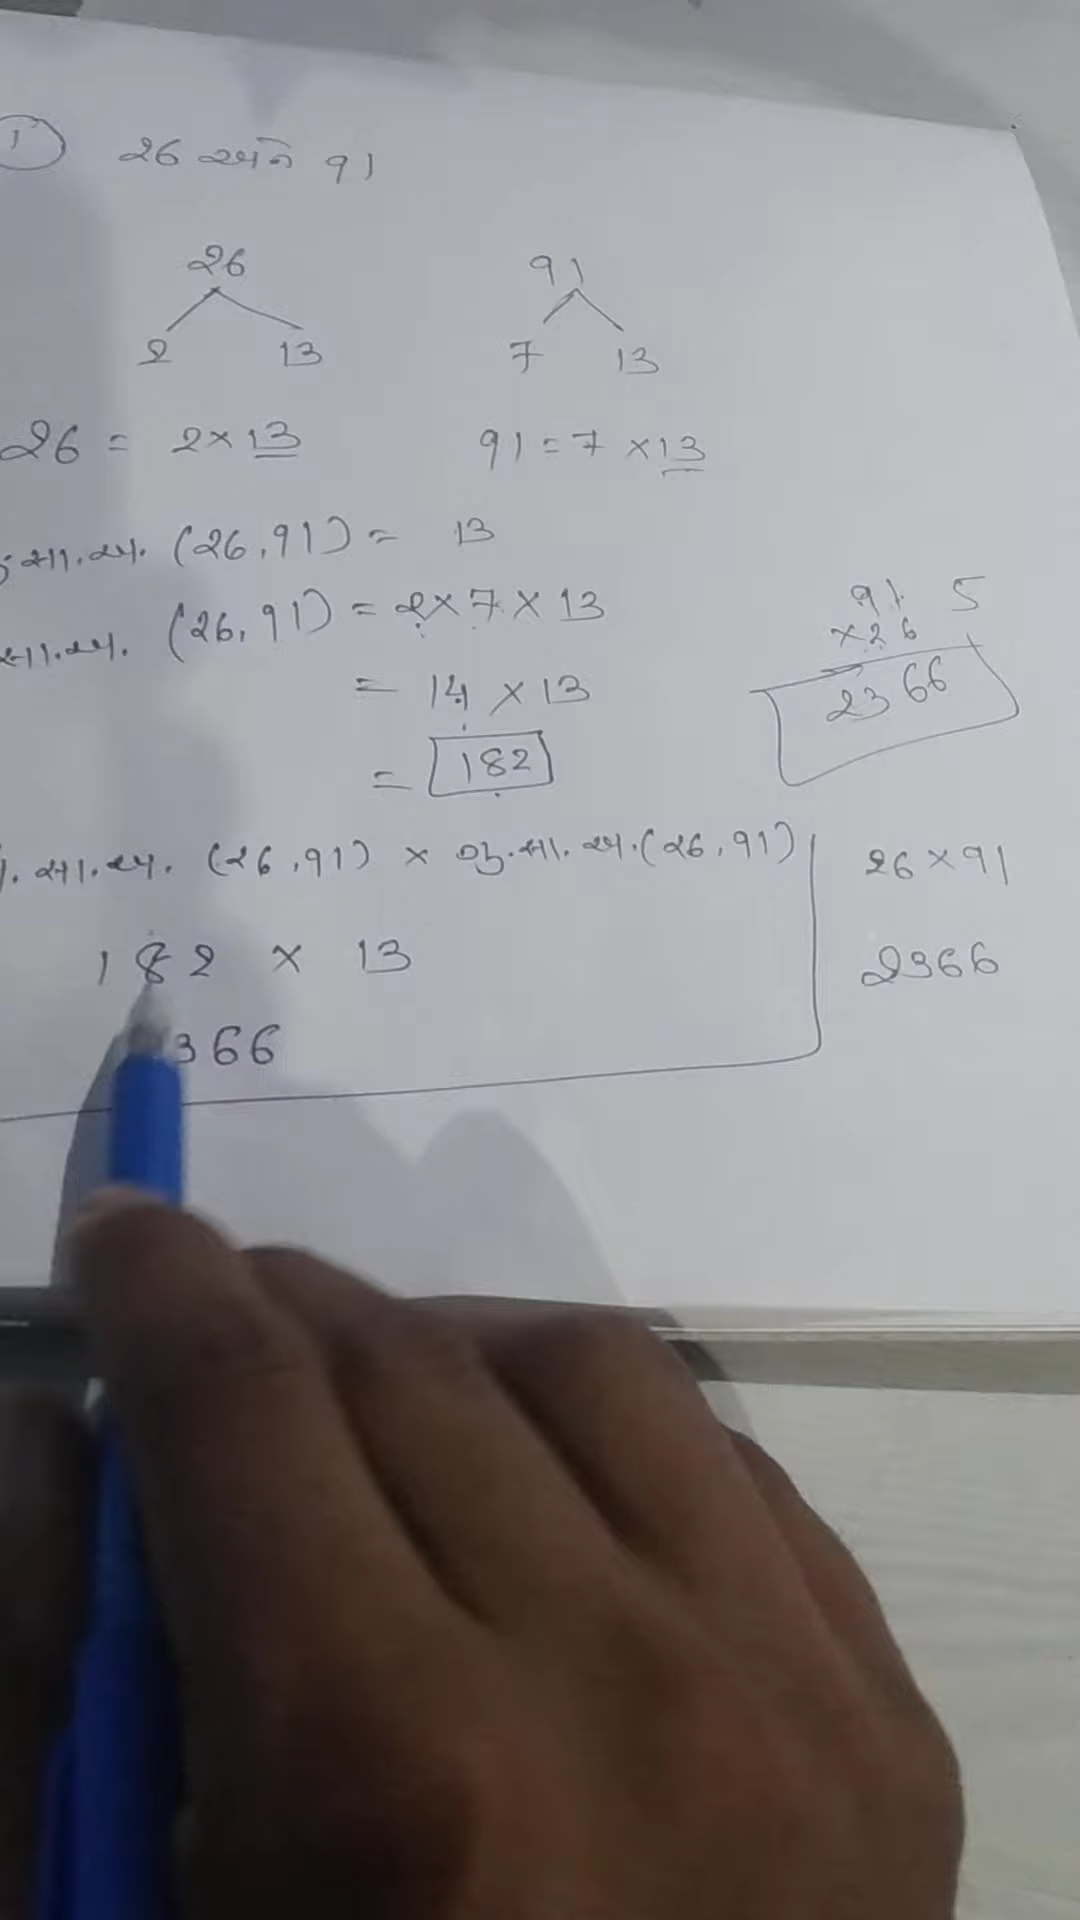 1 26 અને 91
26 91
2 13 7 13
26 = 2 × 13 91 = 7 × 13
સા.અ. (26, 91) = 13
સા.અ. (26, 91) = 2 × 7 × 13
= 14 × 13
= 182
91 5
× 26
2366
સા.અ. (26, 91) × ગુ.સા.અ. (26, 91) 26 × 91
182 × 13 2366
366